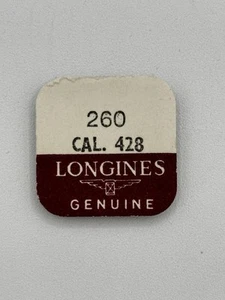 260
CAL. 428
LONGINES
GENUINE